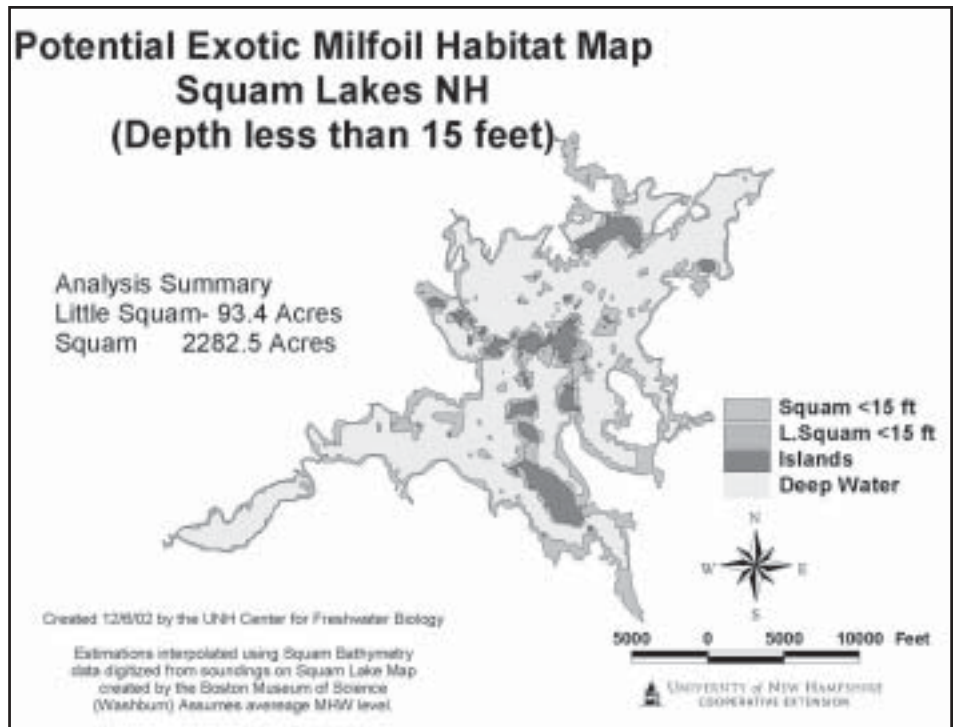 Potential Exotic Milfoil Habitat Map
Squam Lakes NH
(Depth less than 15 feet)
Analysis Summary
Little Squam- 93.4 Acres
Squam 2282.5 Acres
Squam <15 ft
L.Squam <15 ft
Islands
Deep Water
N
W E
S
Created 12/6/02 by the UNH Center for Freshwater Biology
5000 0 5000 10000 Feet
Estimations interpolated using Squam Bathymetry
data digitized from soundings on Squam Lake Map
created by the Boston Museum of Science
(Washburn) Assumes avereage MHW level.
UNIVERSITY of NEW HAMPSHIRE
COOPERATIVE EXTENSION